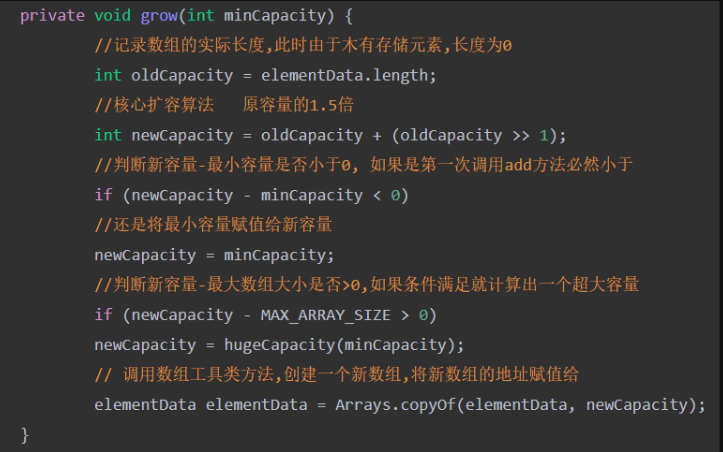 private void grow(int minCapacity) {
//记录数组的实际长度,此时由于木有存储元素,长度为0
int oldCapacity = elementData.length;
//核心扩容算法   原容量的1.5倍
int newCapacity = oldCapacity + (oldCapacity >> 1);
//判断新容量-最小容量是否小于0, 如果是第一次调用add方法必然小于
if (newCapacity - minCapacity < 0)
//还是将最小容量赋值给新容量
newCapacity = minCapacity;
//判断新容量-最大数组大小是否>0,如果条件满足就计算出一个超大容量
if (newCapacity - MAX_ARRAY_SIZE > 0)
newCapacity = hugeCapacity(minCapacity);
// 调用数组工具类方法,创建一个新数组,将新数组的地址赋值给
elementData elementData = Arrays.copyOf(elementData, newCapacity);
}